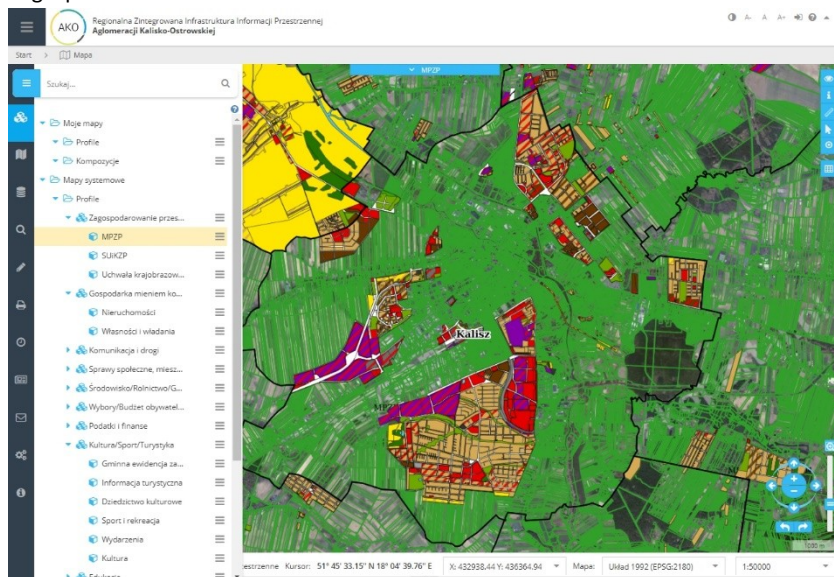 AKO
Regionalna Zintegrowana Infrastruktura Informacji Przestrzennej
Aglomeracji Kalisko-Ostrowskiej
A- A A+
Start > Mapa
Szukaj...
MPZP
Moje mapy
Profile
Kompozycje
Mapy systemowe
Profile
Zagospodarowanie przes...
MPZP
SUiKZP
Uchwała krajobrazow...
Gospodarka mieniem ko...
Nieruchomości
Własności i władania
Komunikacja i drogi
Sprawy społeczne, miesz...
Środowisko/Rolnictwo/G...
Wybory/Budżet obywatel...
Podatki i finanse
Kultura/Sport/Turystyka
Gminna ewidencja za...
Informacja turystyczna
Dziedzictwo kulturowe
Sport i rekreacja
Wydarzenia
Kultura
Edukacja
Kalisz
MPZP
1000 m
estrzenne Kursor: 51° 45' 33.15" N 18° 04' 39.76" E X: 432938.44 Y: 436364.94 Mapa: Układ 1992 (EPSG:2180) 1:50000